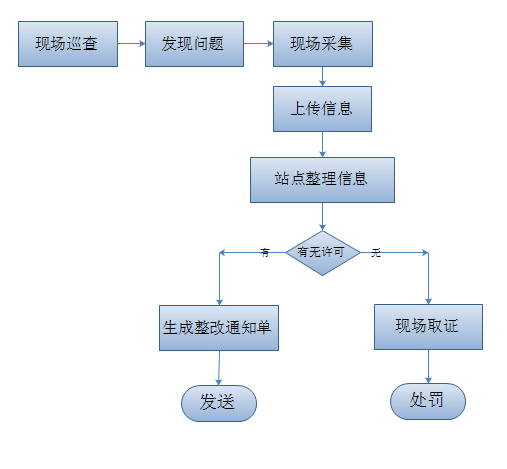 现场巡查
发现问题
现场采集
上传信息
站点整理信息
有
有无许可
无
生成整改通知单
现场取证
发送
处罚